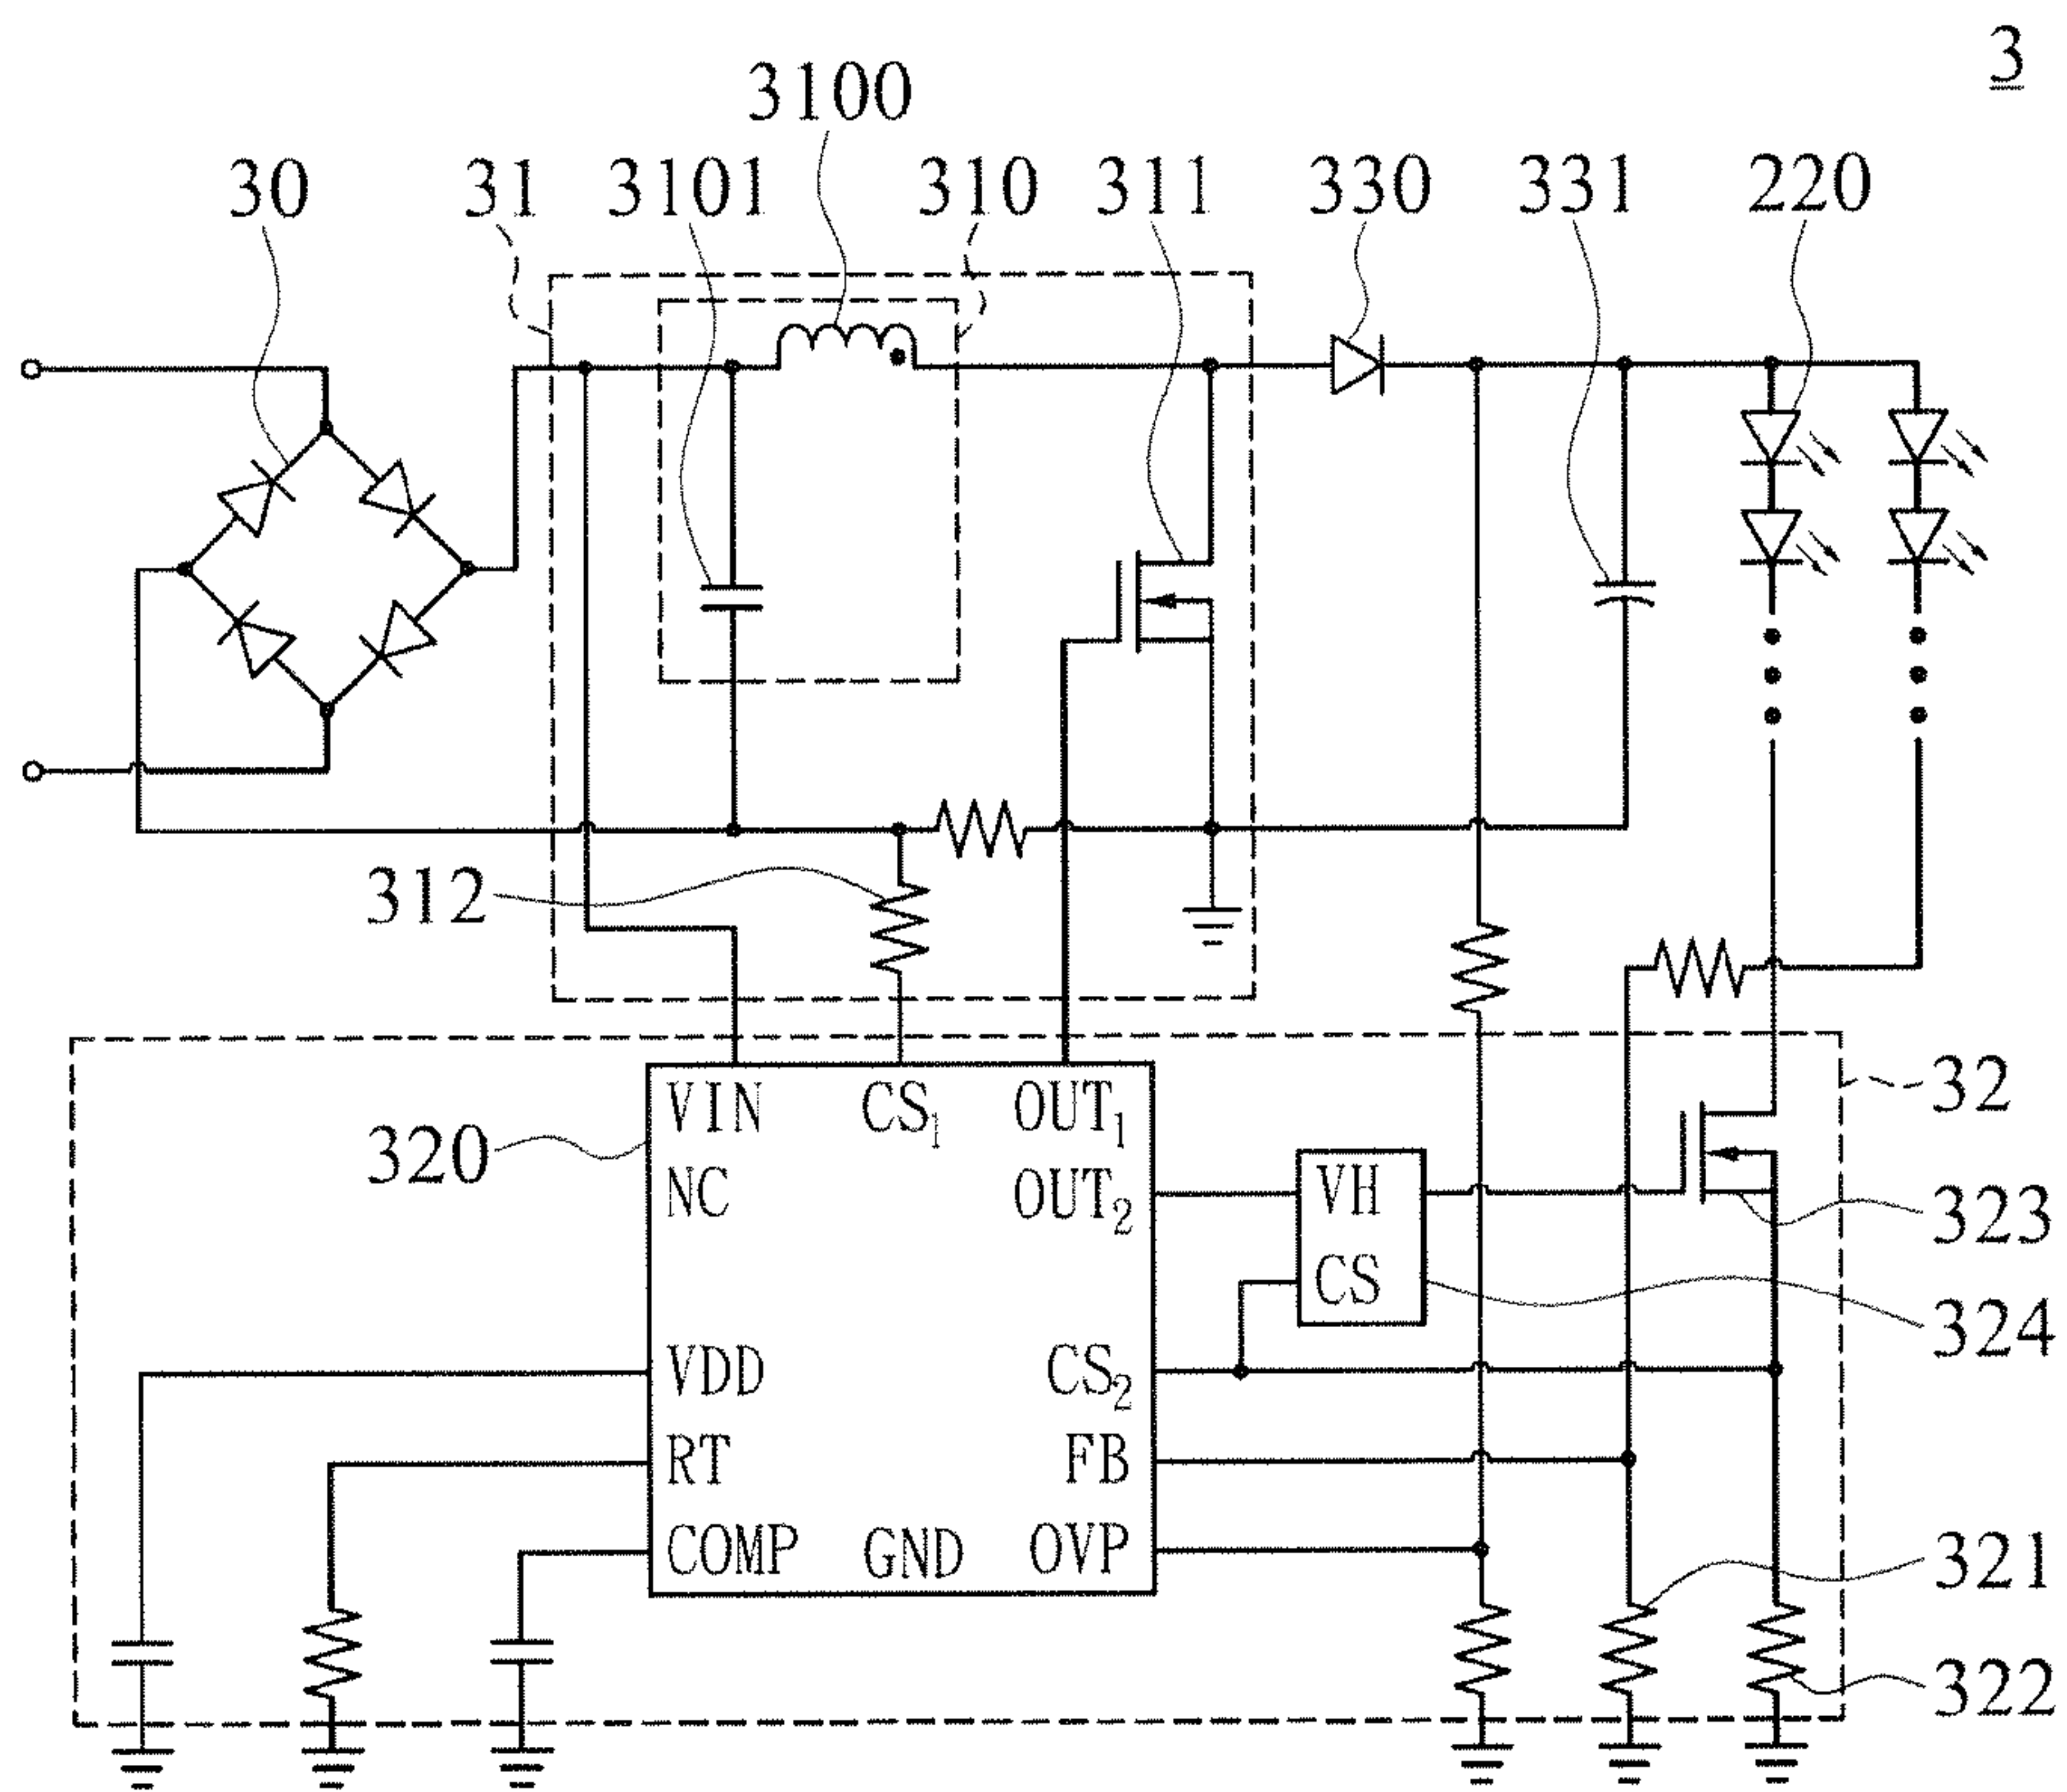 3
3100
30
31
3101
310
311
330
331
220
312
32
VIN
CS1
OUT1
320
NC
OUT2
VH
323
CS
324
VDD
CS2
RT
FB
COMP
GND
OVP
321
322